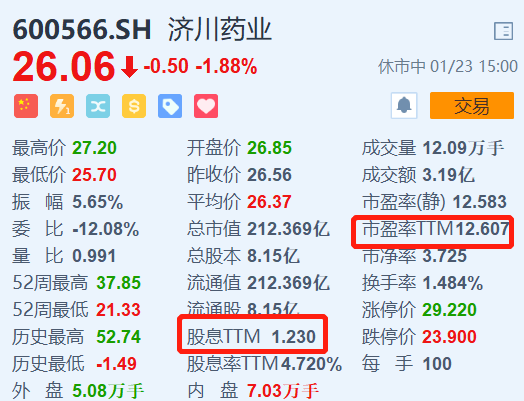 600566.SH 济川药业
26.06 -0.50 -1.88% 休市中 01/23 15:00
1 $ 交易
最高价 27.20 开盘价 26.85 成交量 12.09万手
最低价 25.70 昨收价 26.56 成交额 3.19亿
振 幅 5.65% 平均价 26.37 市盈率(静) 12.583
委 比 -12.08% 总市值 212.369亿 市盈率TTM 12.607
量 比 0.991 总股本 8.15亿 市净率 3.725
52周最高 37.85 流通值 212.369亿 换手率 1.484%
52周最低 21.33 流通股 8.15亿 涨停价 29.220
历史最高 52.74 股息TTM 1.230 跌停价 23.900
历史最低 -1.49 股息率TTM 4.720% 每 手 100
外 盘 5.08万手 内 盘 7.03万手